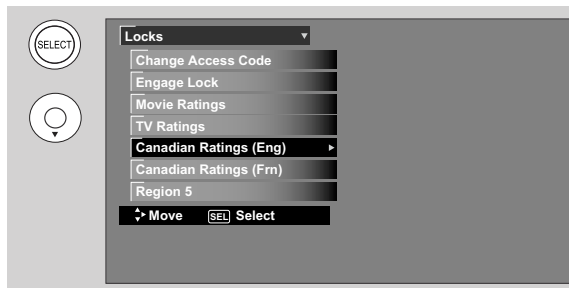 SELECT
Locks
Change Access Code
Engage Lock
Movie Ratings
TV Ratings
Canadian Ratings (Eng)
Canadian Ratings (Frn)
Region 5
Move SEL Select